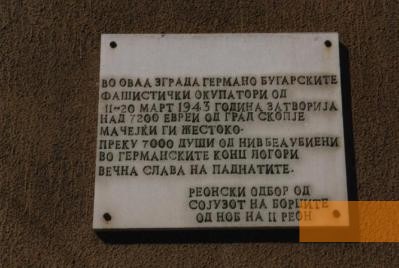 ВО ОВАА ЗГРАДА ГЕРМАНО БУГАРСКИТЕ
ФАШИСТИЧКИ ОКУПАТОРИ ОД
11-20 МАРТ 1943 ГОДИНА ЗАТВОРИЈА
НАД 7200 ЕВРЕИ ОД ГРАД СКОПЈЕ
МАЧЕЈКИ ГИ ЖЕСТОКО-
ПРЕКУ 7000 ДУШИ ОД НИВ БЕА УБИЕНИ
ВО ГЕРМАНСКИТЕ КОНЦ ЛОГОРИ
ВЕЧНА СЛАВА НА ПАДНАТИТЕ.
РЕОНСКИ ОДБОР ОД
СОЈУЗОТ НА БОРЦИТЕ
ОД НОБ НА II РЕОН